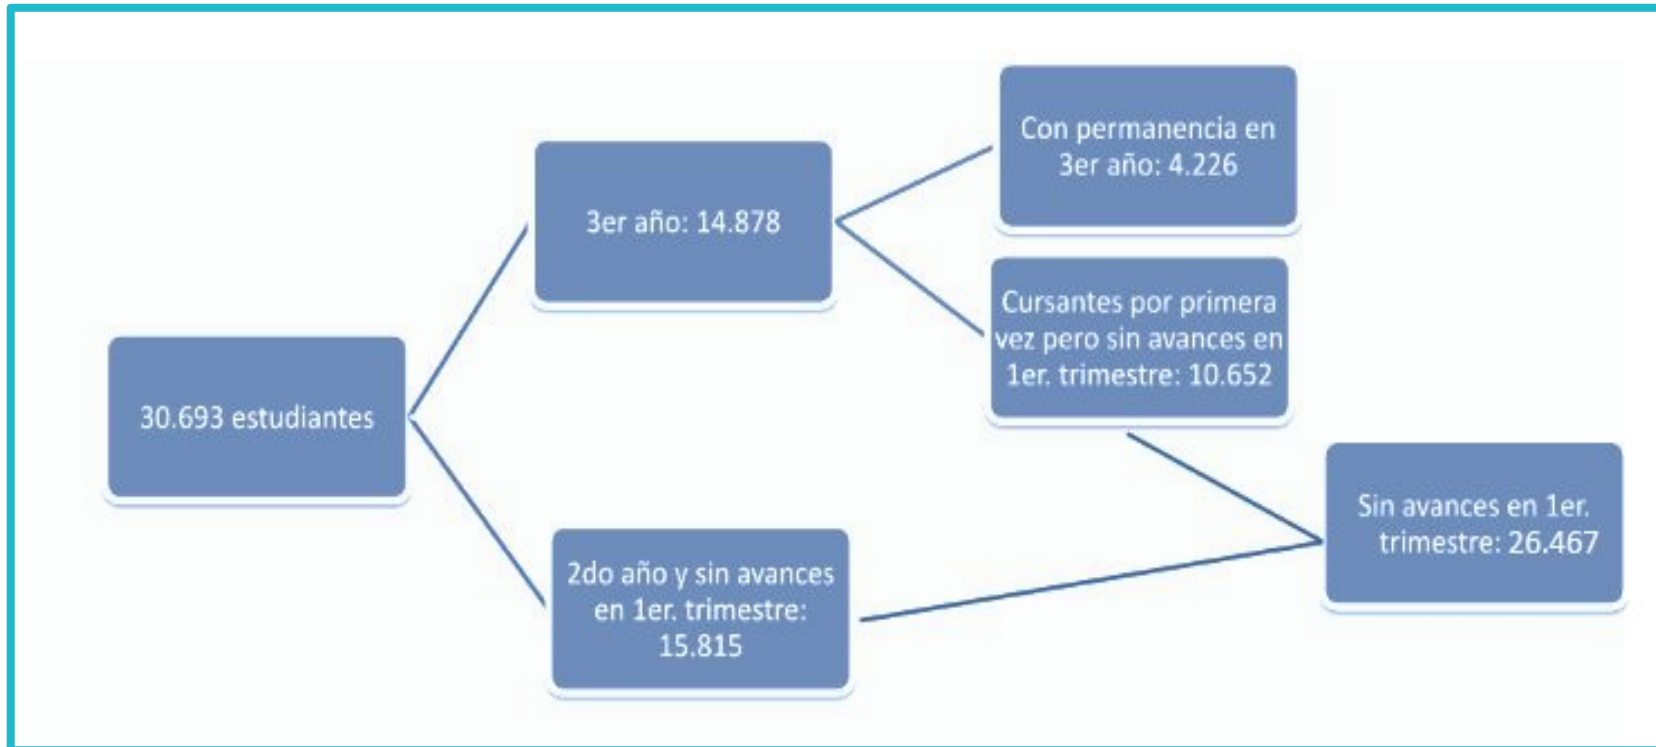 Con permanencia en
3er año: 4.226
3er año: 14.878
Cursantes por primera
vez pero sin avances en
1er. trimestre: 10.652
30.693 estudiantes
Sin avances en 1er.
trimestre: 26.467
2do año y sin avances
en 1er. trimestre:
15.815